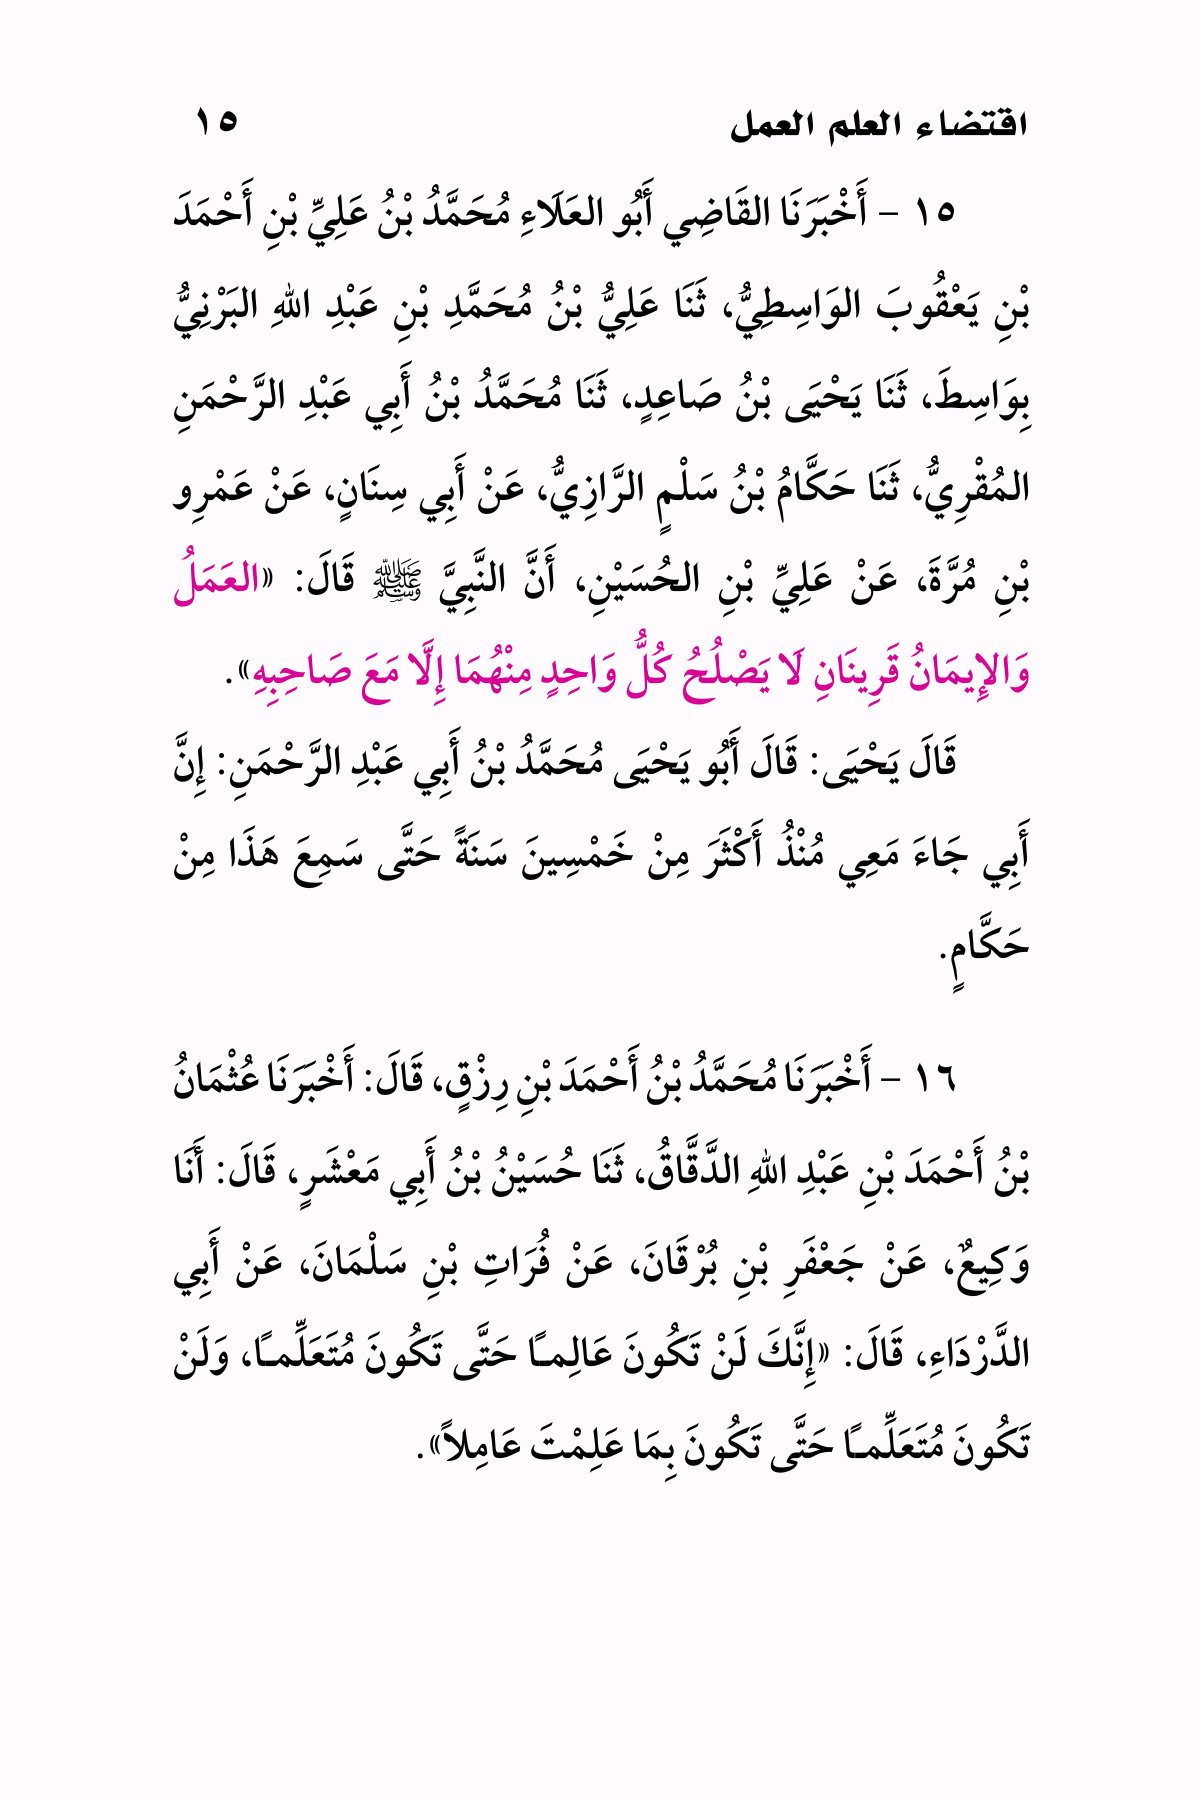 اقتضاء العلم العمل ١٥
١٥ – أَخْبَرَنَا القَاضِي أَبُو العَلَاءِ مُحَمَّدُ بْنُ عَلِيِّ بْنِ أَحْمَدَ
بْنِ يَعْقُوبَ الوَاسِطِيُّ، ثَنَا عَلِيُّ بْنُ مُحَمَّدِ بْنِ عَبْدِ اللهِ البَرْنِيُّ
بِوَاسِطَ، ثَنَا يَحْيَى بْنُ صَاعِدٍ، ثَنَا مُحَمَّدُ بْنُ أَبِي عَبْدِ الرَّحْمَنِ
المُقْرِيُّ، ثَنَا حَكَّامُ بْنُ سَلْمٍ الرَّازِيُّ، عَنْ أَبِي سِنَانٍ، عَنْ عَمْرِو
بْنِ مُرَّةَ، عَنْ عَلِيِّ بْنِ الحُسَيْنِ، أَنَّ النَّبِيَّ ﷺ قَالَ: «العَمَلُ
وَالإِيمَانُ قَرِينَانِ لَا يَصْلُحُ كُلُّ وَاحِدٍ مِنْهُمَا إِلَّا مَعَ صَاحِبِهِ».
قَالَ يَحْيَى: قَالَ أَبُو يَحْيَى مُحَمَّدُ بْنُ أَبِي عَبْدِ الرَّحْمَنِ: إِنَّ
أَبِي جَاءَ مَعِي مُنْذُ أَكْثَرَ مِنْ خَمْسِينَ سَنَةً حَتَّى سَمِعَ هَذَا مِنْ
حَكَّامٍ.
١٦ – أَخْبَرَنَا مُحَمَّدُ بْنُ أَحْمَدَ بْنِ رِزْقٍ، قَالَ: أَخْبَرَنَا عُثْمَانُ
بْنُ أَحْمَدَ بْنِ عَبْدِ اللهِ الدَّقَّاقُ، ثَنَا حُسَيْنُ بْنُ أَبِي مَعْشَرٍ، قَالَ: أَنَا
وَكِيعٌ، عَنْ جَعْفَرِ بْنِ بُرْقَانَ، عَنْ فُرَاتِ بْنِ سَلْمَانَ، عَنْ أَبِي
الدَّرْدَاءِ، قَالَ: «إِنَّكَ لَنْ تَكُونَ عَالِمًا حَتَّى تَكُونَ مُتَعَلِّمًا، وَلَنْ
تَكُونَ مُتَعَلِّمًا حَتَّى تَكُونَ بِمَا عَلِمْتَ عَامِلاً».